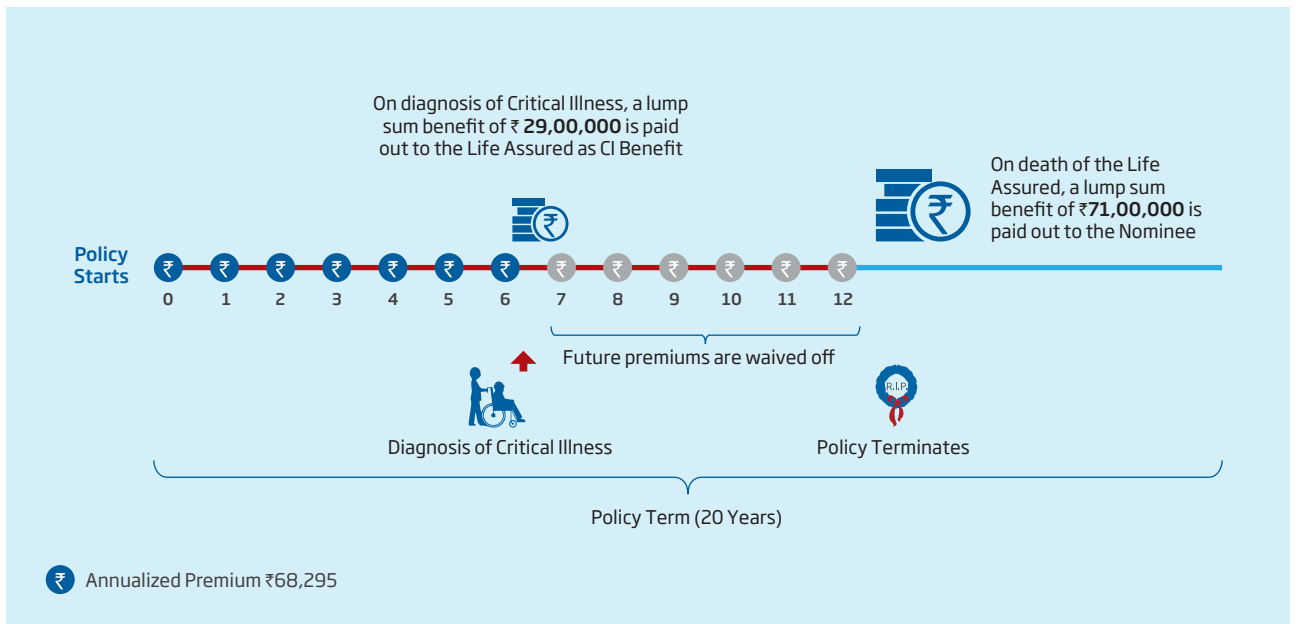 On diagnosis of Critical Illness, a lump
sum benefit of ₹ 29,00,000 is paid
out to the Life Assured as CI Benefit
On death of the Life
Assured, a lump sum
benefit of ₹71,00,000 is
paid out to the Nominee
₹
₹
Policy
Starts
₹ ₹ ₹ ₹ ₹ ₹ ₹ ₹ ₹ ₹ ₹ ₹ ₹
0 1 2 3 4 5 6 7 8 9 10 11 12
Future premiums are waived off
R.I.P.
Diagnosis of Critical Illness
Policy Terminates
Policy Term (20 Years)
₹ Annualized Premium ₹68,295